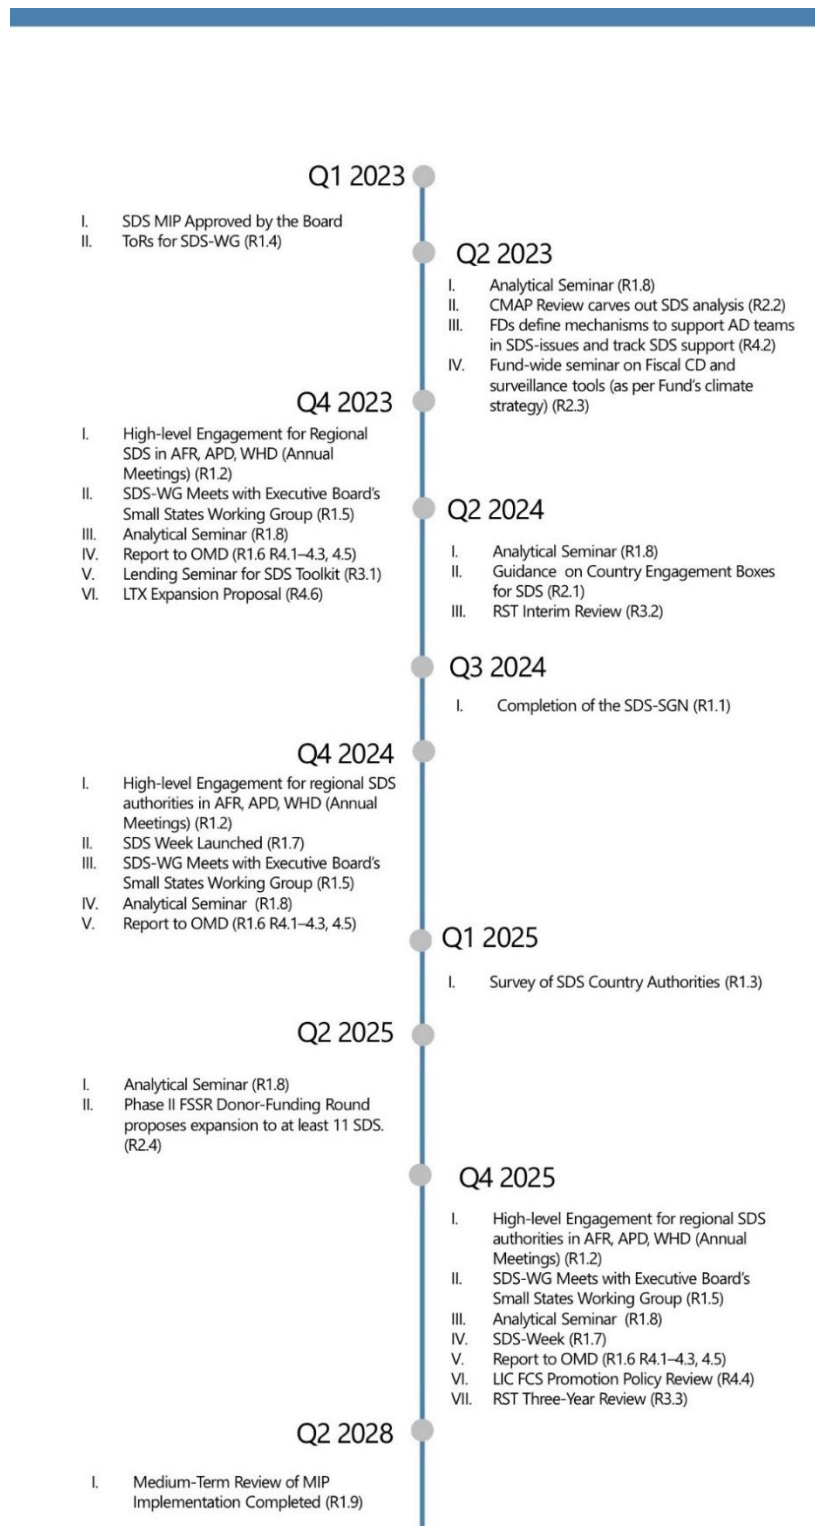 Q1 2023
I. SDS MIP Approved by the Board
II. ToRs for SDS-WG (R1.4)
Q2 2023
I. Analytical Seminar (R1.8)
II. CMAP Review carves out SDS analysis (R2.2)
III. FDs define mechanisms to support AD teams
in SDS-issues and track SDS support (R4.2)
IV. Fund-wide seminar on Fiscal CD and
surveillance tools (as per Fund's climate
strategy) (R2.3)
Q4 2023
I. High-level Engagement for Regional
SDS in AFR, APD, WHD (Annual
Meetings) (R1.2)
II. SDS-WG Meets with Executive Board's
Small States Working Group (R1.5)
III. Analytical Seminar (R1.8)
IV. Report to OMD (R1.6 R4.1–4.3, 4.5)
V. Lending Seminar for SDS Toolkit (R3.1)
VI. LTX Expansion Proposal (R4.6)
Q2 2024
I. Analytical Seminar (R1.8)
II. Guidance on Country Engagement Boxes
for SDS (R2.1)
III. RST Interim Review (R3.2)
Q3 2024
I. Completion of the SDS-SGN (R1.1)
Q4 2024
I. High-level Engagement for regional SDS
authorities in AFR, APD, WHD (Annual
Meetings) (R1.2)
II. SDS Week Launched (R1.7)
III. SDS-WG Meets with Executive Board's
Small States Working Group (R1.5)
IV. Analytical Seminar (R1.8)
V. Report to OMD (R1.6 R4.1–4.3, 4.5)
Q1 2025
I. Survey of SDS Country Authorities (R1.3)
Q2 2025
I. Analytical Seminar (R1.8)
II. Phase II FSSR Donor-Funding Round
proposes expansion to at least 11 SDS.
(R2.4)
Q4 2025
I. High-level Engagement for regional SDS
authorities in AFR, APD, WHD (Annual
Meetings) (R1.2)
II. SDS-WG Meets with Executive Board's
Small States Working Group (R1.5)
III. Analytical Seminar (R1.8)
IV. SDS-Week (R1.7)
V. Report to OMD (R1.6 R4.1–4.3, 4.5)
VI. LIC FCS Promotion Policy Review (R4.4)
VII. RST Three-Year Review (R3.3)
Q2 2028
I. Medium-Term Review of MIP
Implementation Completed (R1.9)